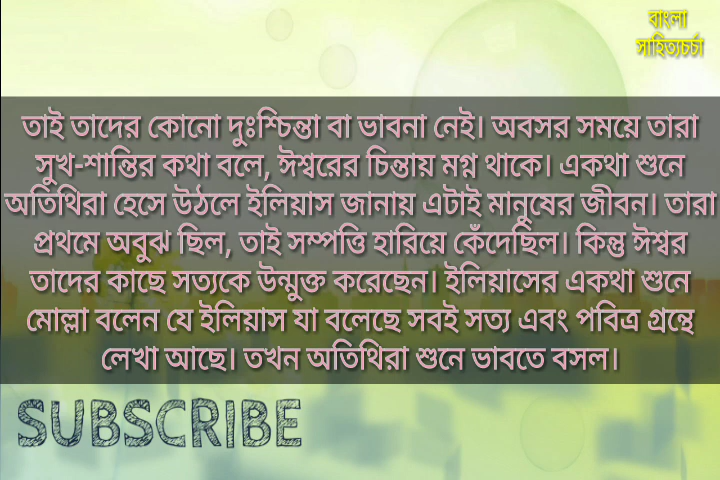 বাংলা
সাহিত্যচর্চা
তাই তাদের কোনো দুঃশ্চিন্তা বা ভাবনা নেই। অবসর সময়ে তারা
সুখ-শান্তির কথা বলে, ঈশ্বরের চিন্তায় মগ্ন থাকে। একথা শুনে
অতিথিরা হেসে উঠলে ইলিয়াস জানায় এটাই মানুষের জীবন। তারা
প্রথমে অবুঝ ছিল, তাই সম্পত্তি হারিয়ে কেঁদেছিল। কিন্তু ঈশ্বর
তাদের কাছে সত্যকে উন্মুক্ত করেছেন। ইলিয়াসের একথা শুনে
মোল্লা বলেন যে ইলিয়াস যা বলেছে সবই সত্য এবং পবিত্র গ্রন্থে
লেখা আছে। তখন অতিথিরা শুনে ভাবতে বসল।
SUBSCRIBE